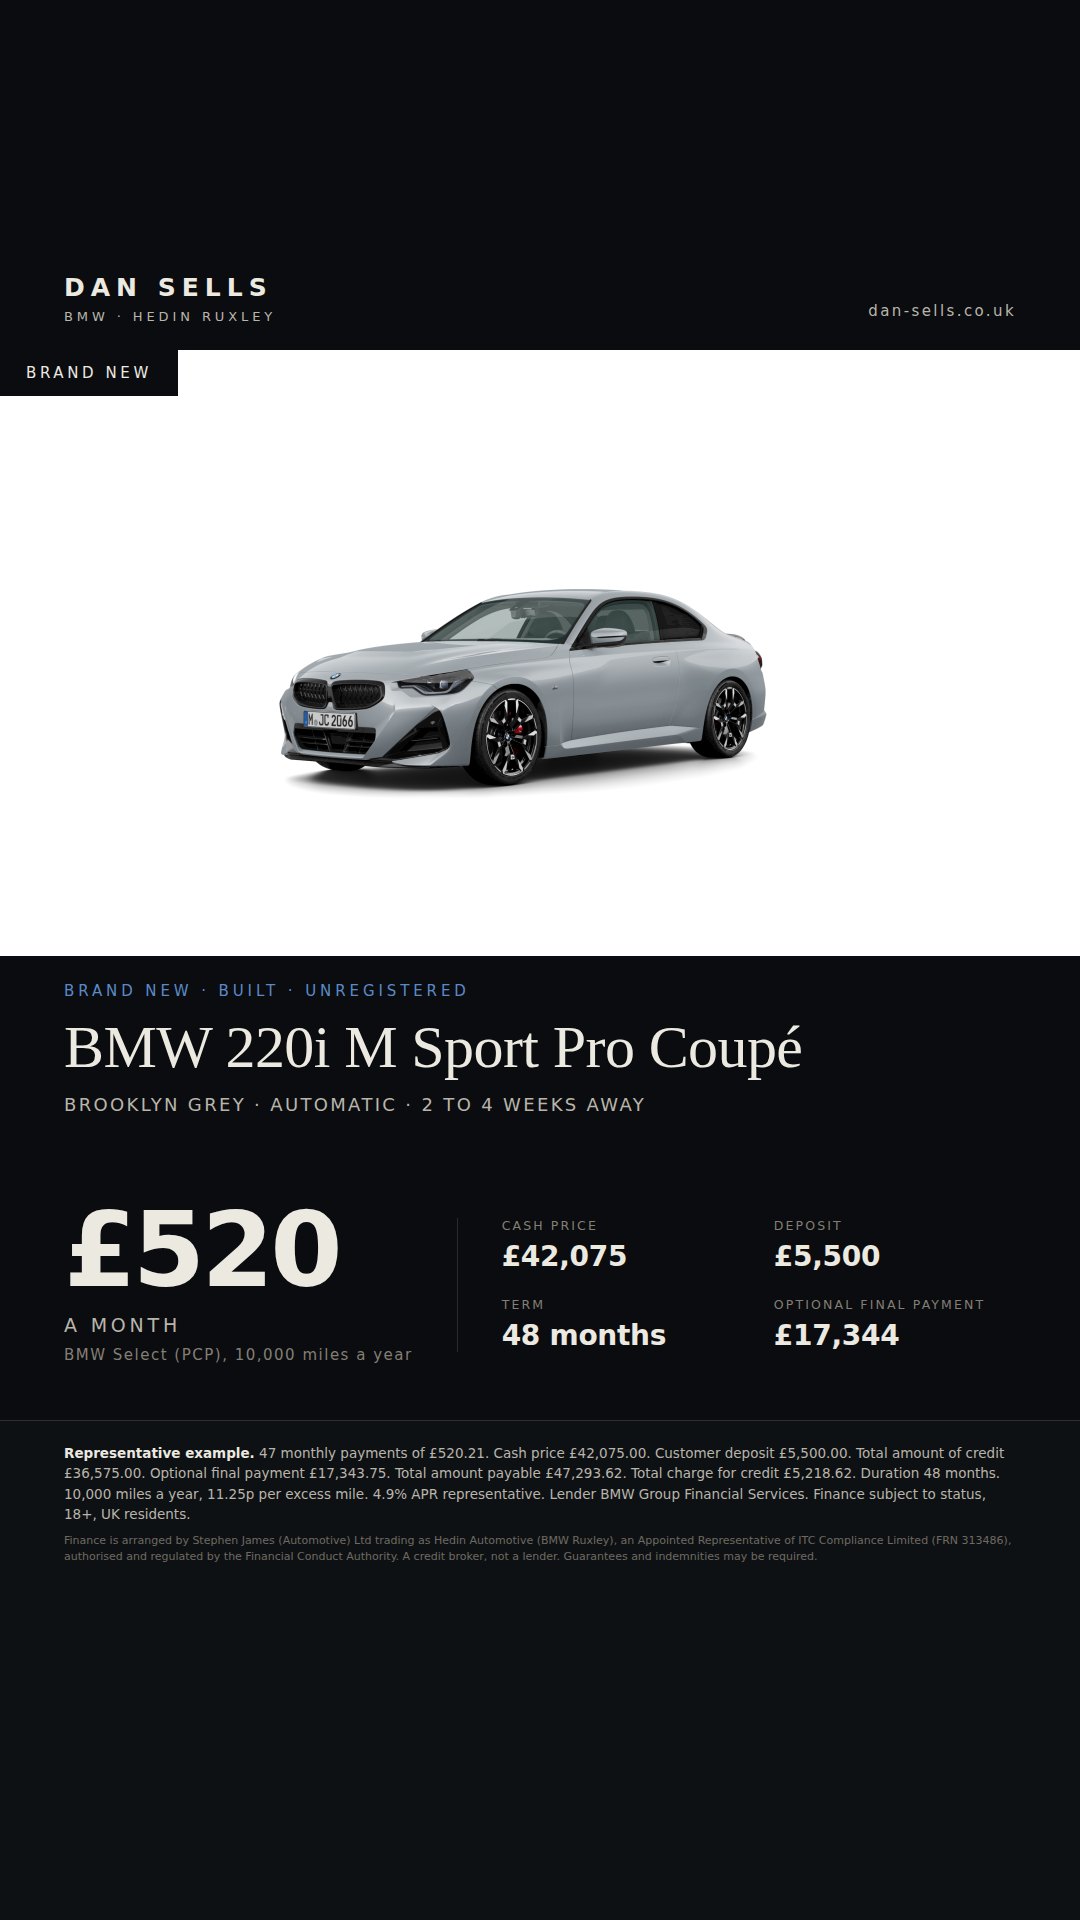 DAN SELLS
BMW · HEDIN RUXLEY
dan-sells.co.uk
BRAND NEW
M JC 2066
BRAND NEW · BUILT · UNREGISTERED
BMW 220i M Sport Pro Coupé
BROOKLYN GREY · AUTOMATIC · 2 TO 4 WEEKS AWAY
£520
A MONTH
BMW Select (PCP), 10,000 miles a year
CASH PRICE
£42,075
DEPOSIT
£5,500
TERM
48 months
OPTIONAL FINAL PAYMENT
£17,344
Representative example. 47 monthly payments of £520.21. Cash price £42,075.00. Customer deposit £5,500.00. Total amount of credit
£36,575.00. Optional final payment £17,343.75. Total amount payable £47,293.62. Total charge for credit £5,218.62. Duration 48 months.
10,000 miles a year, 11.25p per excess mile. 4.9% APR representative. Lender BMW Group Financial Services. Finance subject to status,
18+, UK residents.
Finance is arranged by Stephen James (Automotive) Ltd trading as Hedin Automotive (BMW Ruxley), an Appointed Representative of ITC Compliance Limited (FRN 313486),
authorised and regulated by the Financial Conduct Authority. A credit broker, not a lender. Guarantees and indemnities may be required.